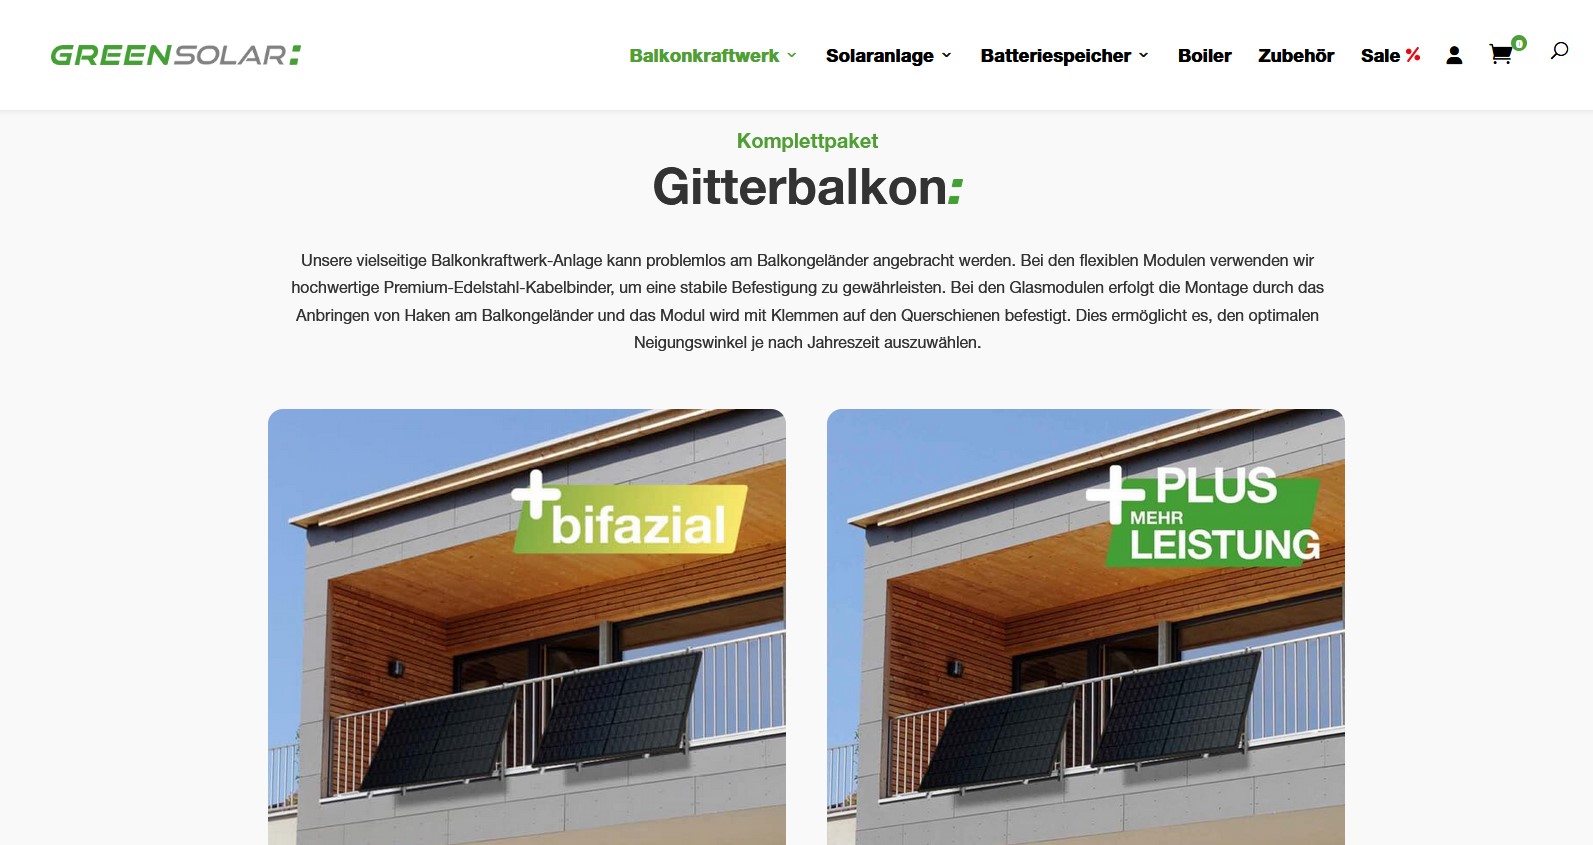 GREENSOLAR:
Balkonkraftwerk Solaranlage Batteriespeicher Boiler Zubehör Sale % 0
Komplettpaket
Gitterbalkon:
Unsere vielseitige Balkonkraftwerk-Anlage kann problemlos am Balkongeländer angebracht werden. Bei den flexiblen Modulen verwenden wir
hochwertige Premium-Edelstahl-Kabelbinder, um eine stabile Befestigung zu gewährleisten. Bei den Glasmodulen erfolgt die Montage durch das
Anbringen von Haken am Balkongeländer und das Modul wird mit Klemmen auf den Querschienen befestigt. Dies ermöglicht es, den optimalen
Neigungswinkel je nach Jahreszeit auszuwählen.
+bifazial
+PLUS
MEHR
LEISTUNG